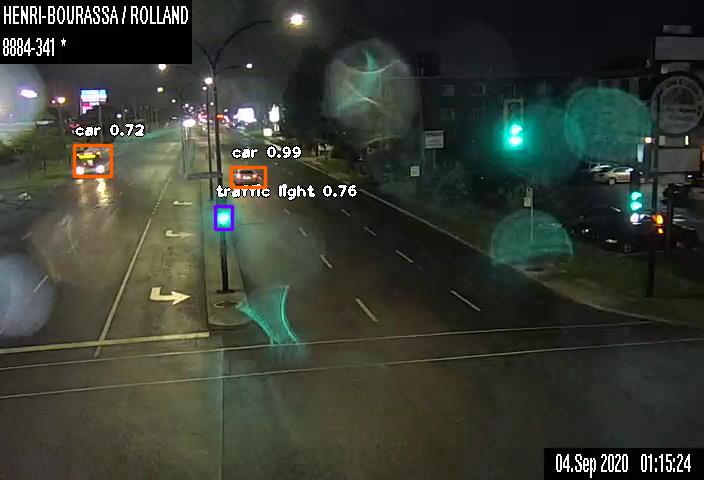 HENRI-BOURASSA / ROLLAND
8884-341 *
car 0.72
car 0.99
traffic light 0.76
04.Sep 2020 01:15:24